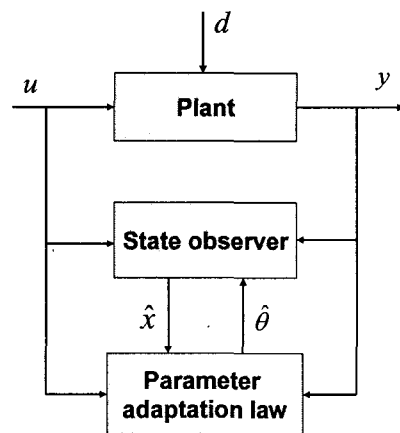 d
u
Plant
y
State observer
x̂
θ̂
Parameter
adaptation law